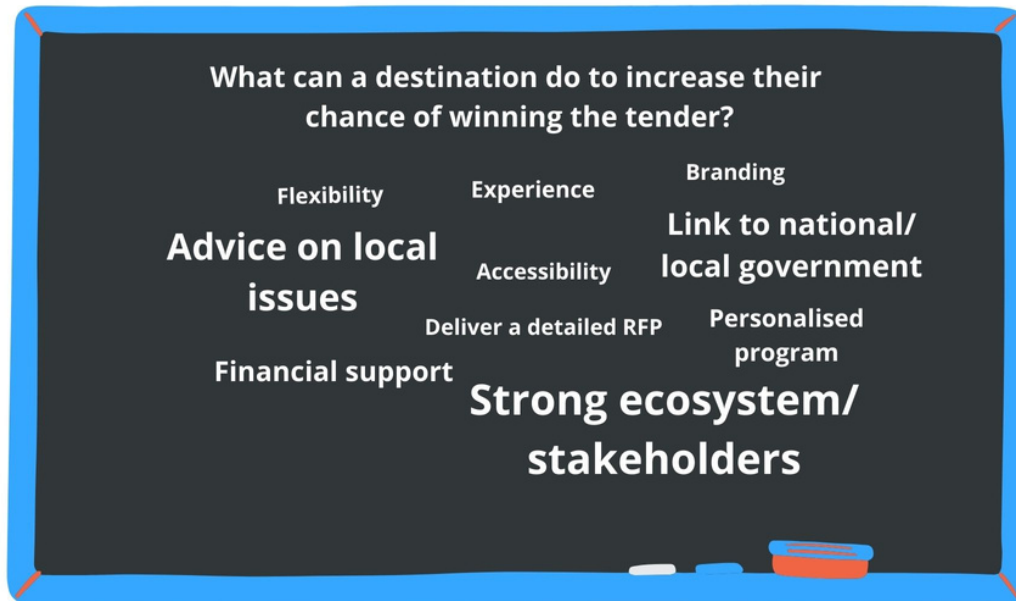 What can a destination do to increase their
chance of winning the tender?
Branding
Flexibility
Experience
Link to national/
local government
Advice on local
issues
Accessibility
Deliver a detailed RFP
Personalised
program
Financial support
Strong ecosystem/
stakeholders